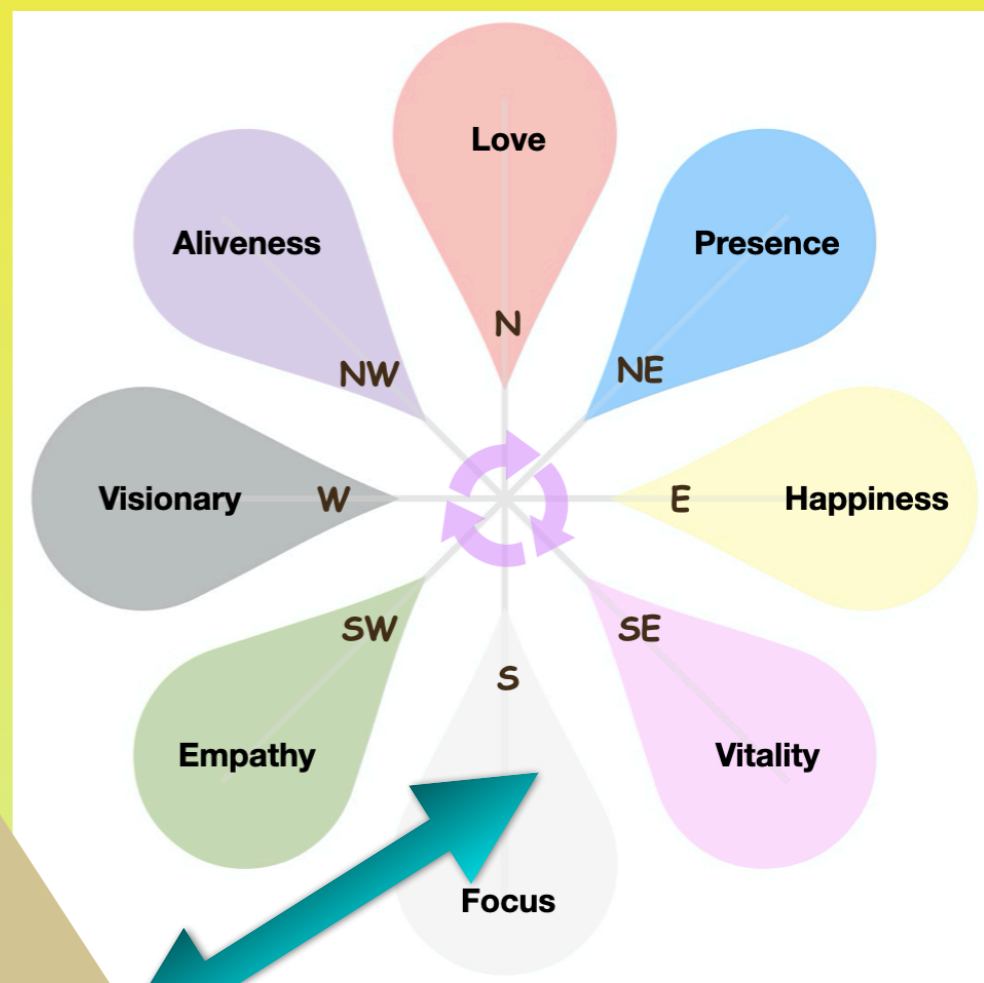 Love
Aliveness
Presence
N
NW
NE
Visionary
W
E
Happiness
SW
SE
S
Empathy
Vitality
Focus